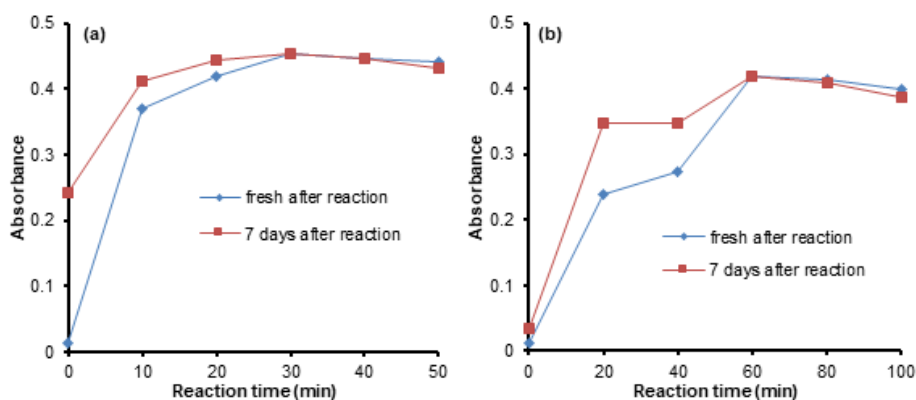 (a)
0.5
0.4
0.3
0.2
0.1
0
Absorbance
fresh after reaction
7 days after reaction
0 10 20 30 40 50
Reaction time (min)
(b)
0.5
0.4
0.3
0.2
0.1
0
Absorbance
fresh after reaction
7 days after reaction
0 20 40 60 80 100
Reaction time (min)